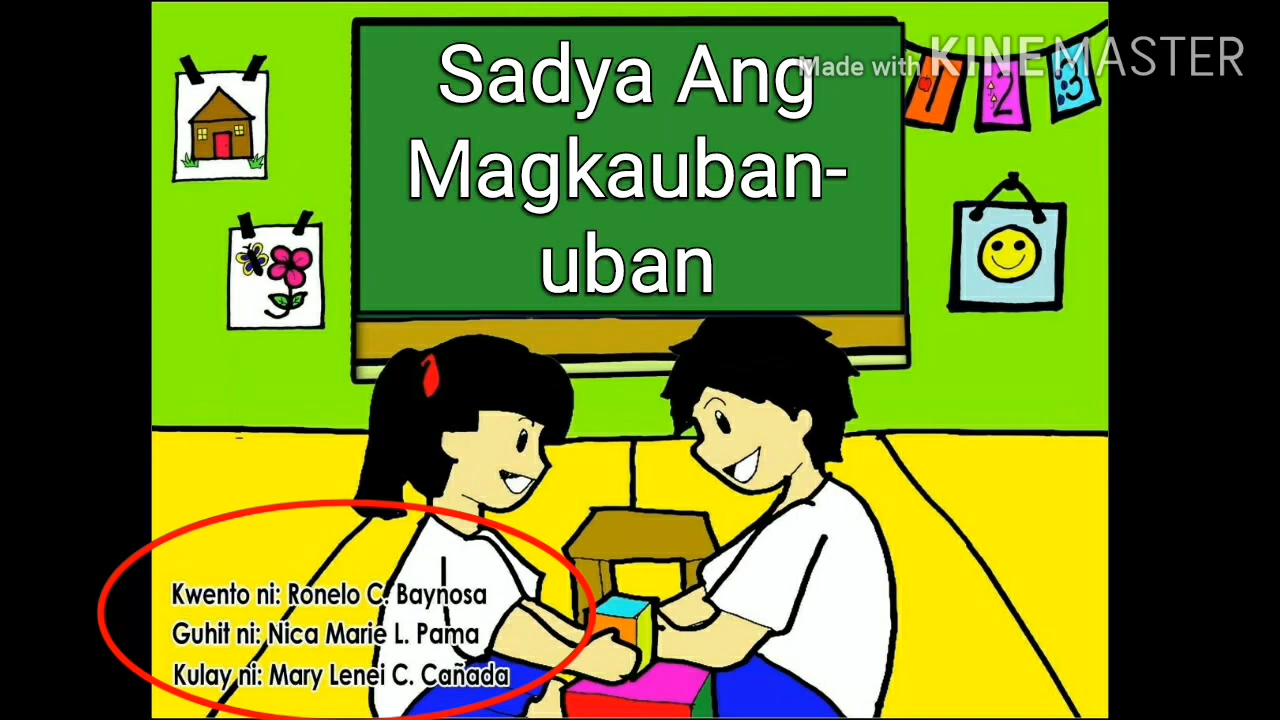 Sadya Ang
Magkauban-
uban
Made with KINEMASTER
1 2 3
Kwento ni: Ronelo C. Baynosa
Guhit ni: Nica Marie L. Pama
Kulay ni: Mary Lenei C. Cañada